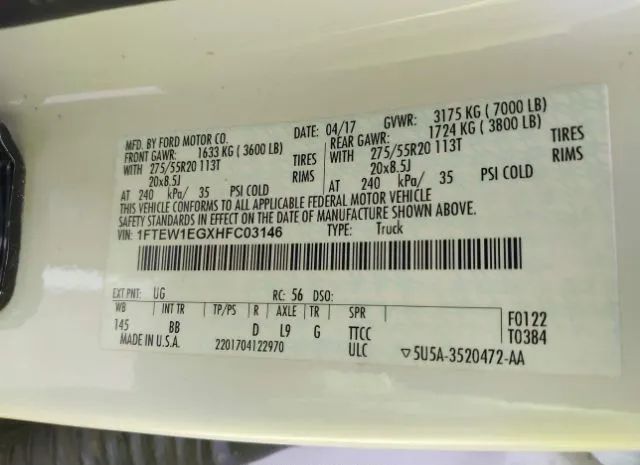 MFD. BY FORD MOTOR CO. DATE: 04/17 GVWR: 3175 KG ( 7000 LB)
FRONT GAWR: 1633 KG ( 3600 LB) REAR GAWR: 1724 KG ( 3800 LB)
WITH 275/55R20 113T TIRES WITH 275/55R20 113T TIRES
20x8.5J RIMS 20x8.5J RIMS
AT 240 kPa/ 35 PSI COLD AT 240 kPa/ 35 PSI COLD
THIS VEHICLE CONFORMS TO ALL APPLICABLE FEDERAL MOTOR VEHICLE
SAFETY STANDARDS IN EFFECT ON THE DATE OF MANUFACTURE SHOWN ABOVE.
VIN: 1FTEW1EGXHFC03146 TYPE: Truck
EXT PNT: UG RC: 56 DSO:
WB INT TR TP/PS R AXLE TR SPR
145 BB D L9 G TTCC F0122
MADE IN U.S.A. 2201704122970 ULC T0384
▽5U5A-3520472-AA